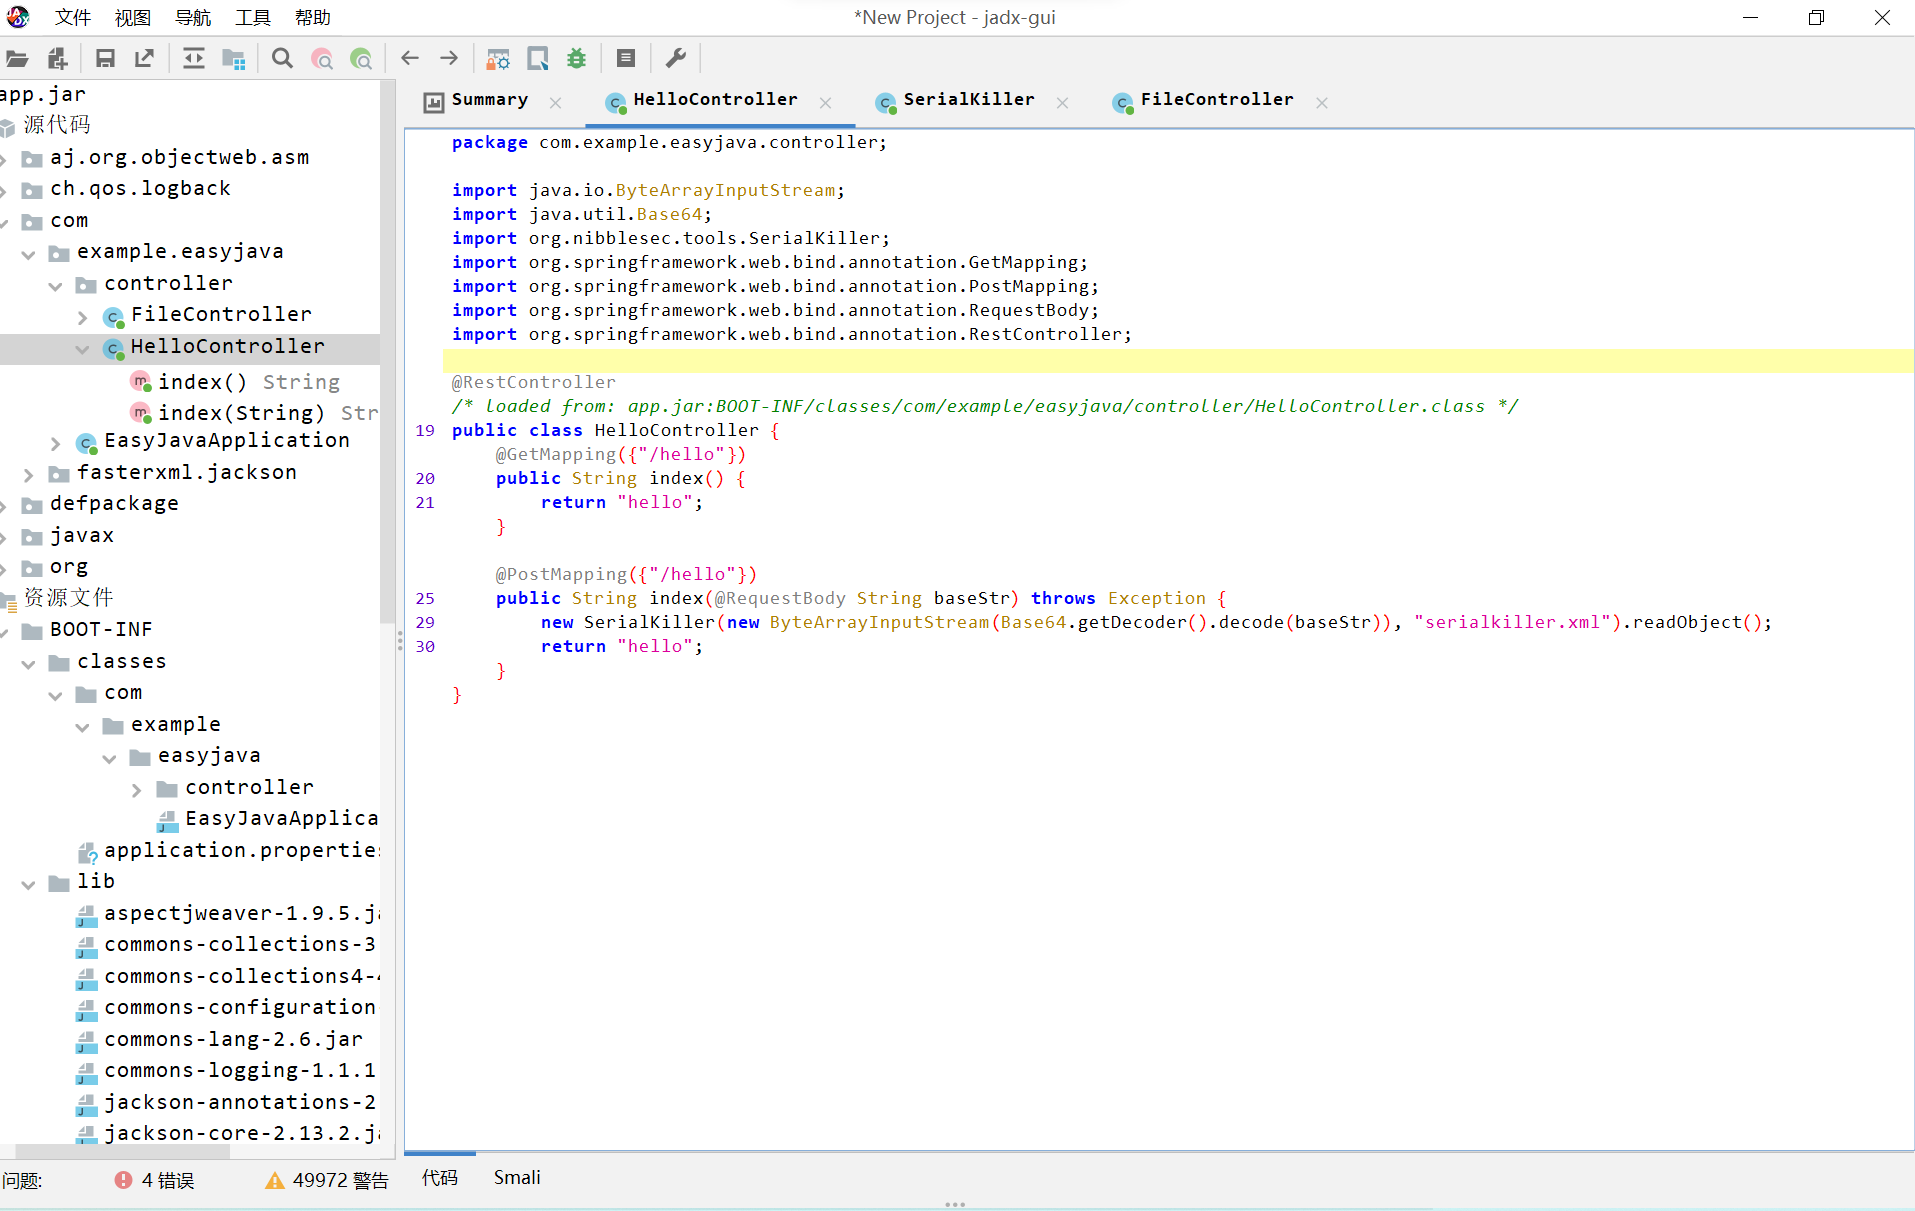 文件 视图 导航 工具 帮助
*New Project - jadx-gui
app.jar
源代码
aj.org.objectweb.asm
ch.qos.logback
com
example.easyjava
controller
FileController
HelloController
index() String
index(String) Str
EasyJavaApplication
fasterxml.jackson
defpackage
javax
org
资源文件
BOOT-INF
classes
com
example
easyjava
controller
EasyJavaApplica
application.properties
lib
aspectjweaver-1.9.5.ja
commons-collections-3
commons-collections4-4
commons-configuration
commons-lang-2.6.jar
commons-logging-1.1.1
jackson-annotations-2
jackson-core-2.13.2.ja
问题: 4 错误 49972 警告
Summary HelloController SerialKiller FileController
package com.example.easyjava.controller;
import java.io.ByteArrayInputStream;
import java.util.Base64;
import org.nibblesec.tools.SerialKiller;
import org.springframework.web.bind.annotation.GetMapping;
import org.springframework.web.bind.annotation.PostMapping;
import org.springframework.web.bind.annotation.RequestBody;
import org.springframework.web.bind.annotation.RestController;
@RestController
/* loaded from: app.jar:BOOT-INF/classes/com/example/easyjava/controller/HelloController.class */
19 public class HelloController {
@GetMapping({"/hello"})
20 public String index() {
21 return "hello";
}
@PostMapping({"/hello"})
25 public String index(@RequestBody String baseStr) throws Exception {
29 new SerialKiller(new ByteArrayInputStream(Base64.getDecoder().decode(baseStr)), "serialkiller.xml").readObject();
30 return "hello";
}
}
代码 Smali